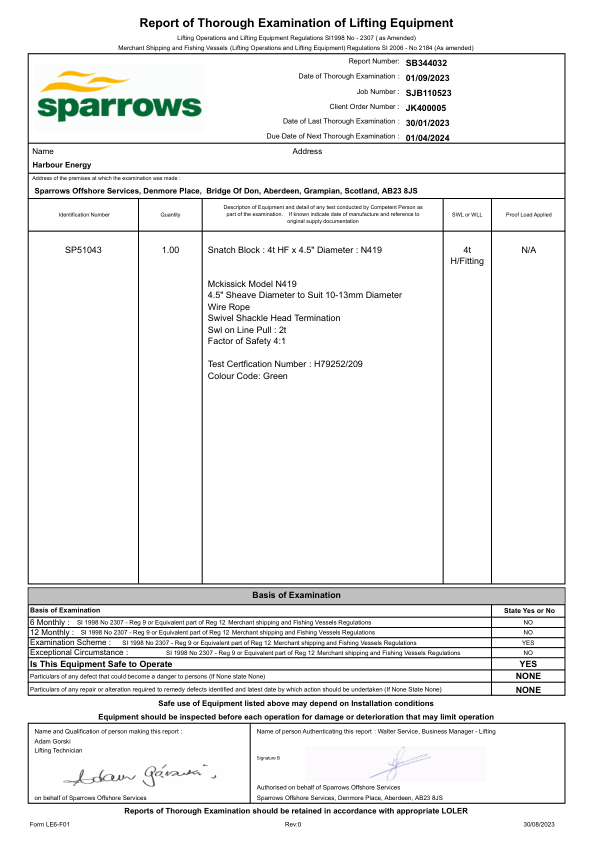 Report of Thorough Examination of Lifting Equipment
Lifting Operations and Lifting Equipment Regulations SI1998 No - 2307 ( as Amended)
Merchant Shipping and Fishing Vessels (Lifting Operations and Lifting Equipment) Regulations SI 2006 - No 2184 (As amended)
sparrows
Report Number: SB344032
Date of Thorough Examination : 01/09/2023
Job Number : SJB110523
Client Order Number : JK400005
Date of Last Thorough Examination : 30/01/2023
Due Date of Next Thorough Examination : 01/04/2024
Name Address
Harbour Energy
Address of the premises at which the examination was made :
Sparrows Offshore Services, Denmore Place, Bridge Of Don, Aberdeen, Grampian, Scotland, AB23 8JS
Identification Number
Quantity
Description of Equipment and detail of any test conducted by Competent Person as
part of the examination. If known indicate date of manufacture and reference to
original supply documentation
SWL or WLL
Proof Load Applied
SP51043 1.00 Snatch Block : 4t HF x 4.5" Diameter : N419 4t N/A
H/Fitting
Mckissick Model N419
4.5" Sheave Diameter to Suit 10-13mm Diameter
Wire Rope
Swivel Shackle Head Termination
Swl on Line Pull : 2t
Factor of Safety 4:1
Test Certfication Number : H79252/209
Colour Code: Green
Basis of Examination
Basis of Examination State Yes or No
6 Monthly : SI 1998 No 2307 - Reg 9 or Equivalent part of Reg 12 Merchant shipping and Fishing Vessels Regulations NO
12 Monthly : SI 1998 No 2307 - Reg 9 or Equivalent part of Reg 12 Merchant shipping and Fishing Vessels Regulations NO
Examination Scheme : SI 1998 No 2307 - Reg 9 or Equivalent part of Reg 12 Merchant shipping and Fishing Vessels Regulations YES
Exceptional Circumstance : SI 1998 No 2307 - Reg 9 or Equivalent part of Reg 12 Merchant shipping and Fishing Vessels Regulations NO
Is This Equipment Safe to Operate YES
Particulars of any defect that could become a danger to persons (If None state None) NONE
Particulars of any repair or alteration required to remedy defects identified and latest date by which action should be undertaken (If None state None) NONE
Safe use of Equipment listed above may depend on Installation conditions
Equipment should be inspected before each operation for damage or deterioration that may limit operation
Name and Qualification of person making this report :
Adam Gorski
Lifting Technician
on behalf of Sparrows Offshore Services
Name of person Authenticating this report : Walter Service, Business Manager - Lifting
Signature B
Authorised on behalf of Sparrows Offshore Services
Sparrows Offshore Services, Denmore Place, Aberdeen, AB23 8JS
Reports of Thorough Examination should be retained in accordance with appropriate LOLER
Form LE6-F01 Rev:0 30/08/2023